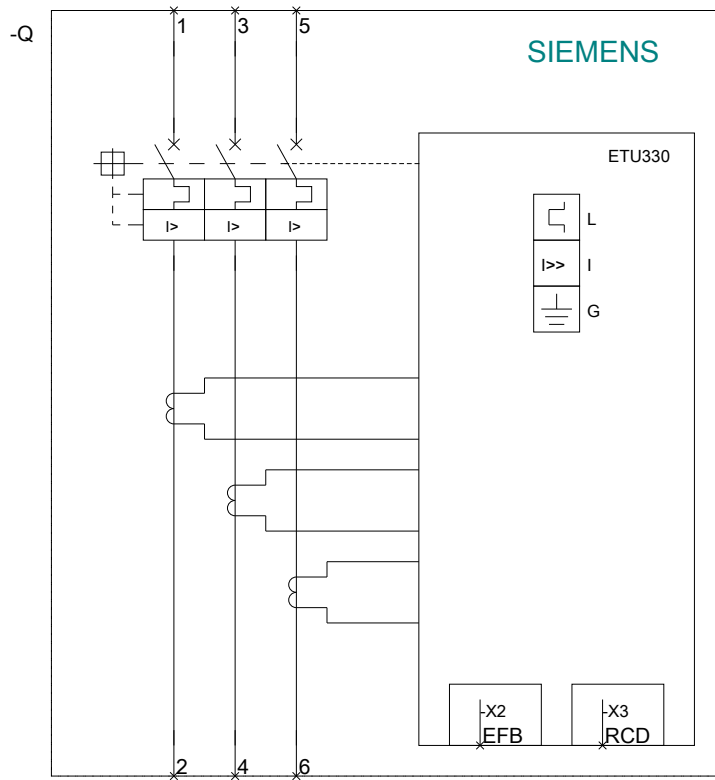 -Q
1 3 5
SIEMENS
ETU330
L
I> I> I>
I>> I
G
-X2 -X3
EFB RCD
2 4 6